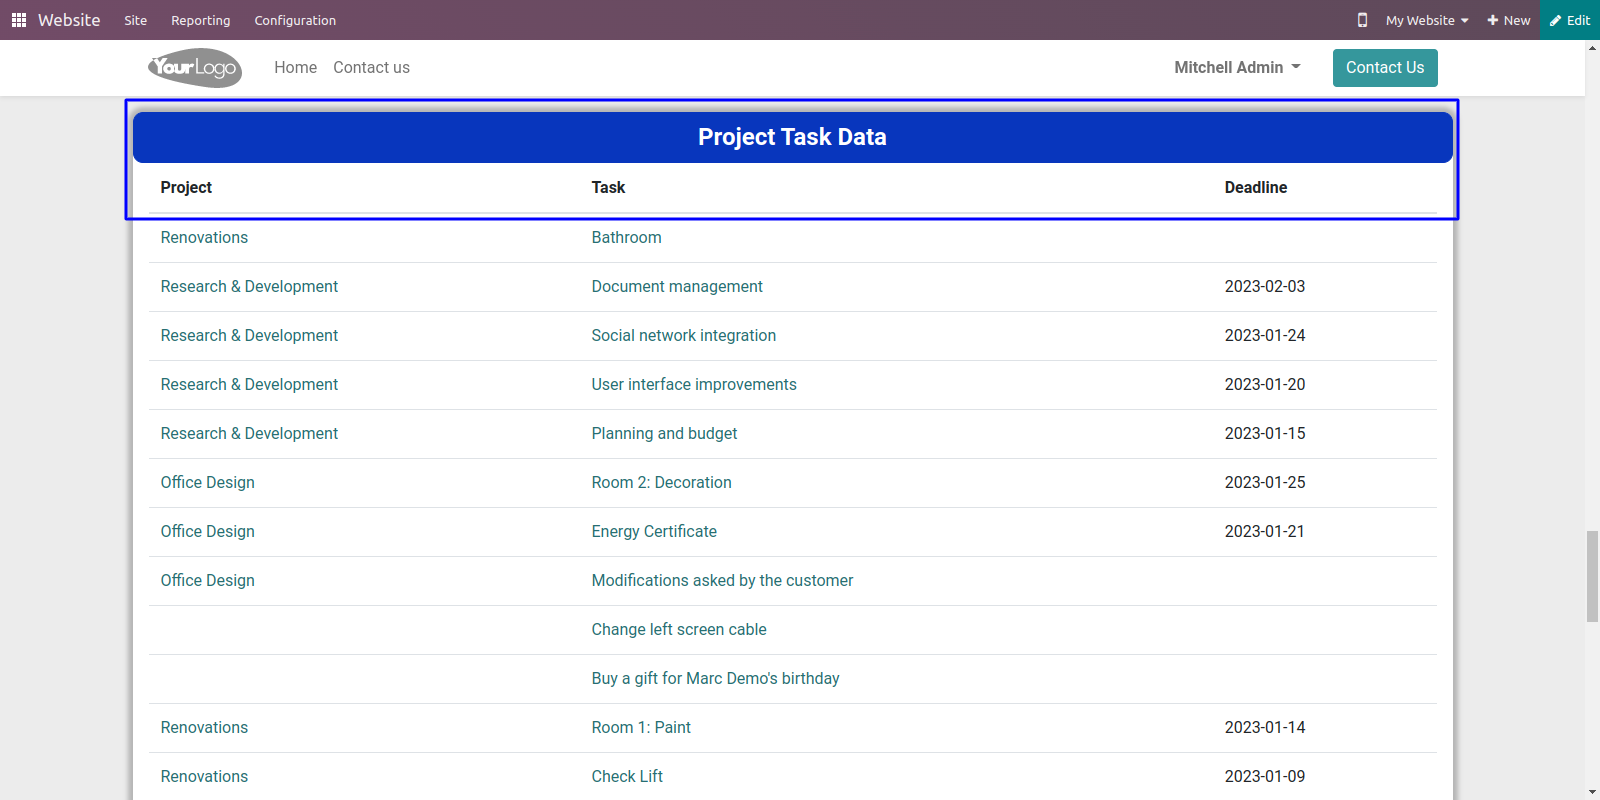 Website Site Reporting Configuration My Website New Edit
YourLogo Home Contact us Mitchell Admin Contact Us
Project Task Data
Project Task Deadline
Renovations Bathroom
Research & Development Document management 2023-02-03
Research & Development Social network integration 2023-01-24
Research & Development User interface improvements 2023-01-20
Research & Development Planning and budget 2023-01-15
Office Design Room 2: Decoration 2023-01-25
Office Design Energy Certificate 2023-01-21
Office Design Modifications asked by the customer
Change left screen cable
Buy a gift for Marc Demo's birthday
Renovations Room 1: Paint 2023-01-14
Renovations Check Lift 2023-01-09